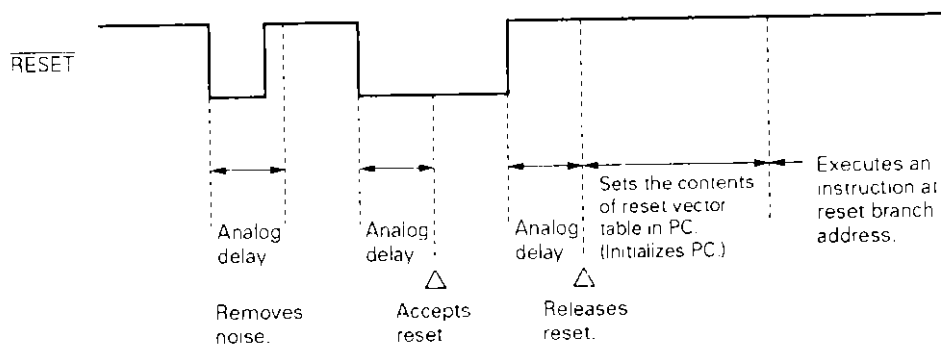 RESET
Analog
delay
Analog
delay
Analog
delay
Sets the contents
of reset vector
table in PC.
(Initializes PC.)
Executes an
instruction at
reset branch
address.
Removes
noise.
Accepts
reset
Releases
reset.